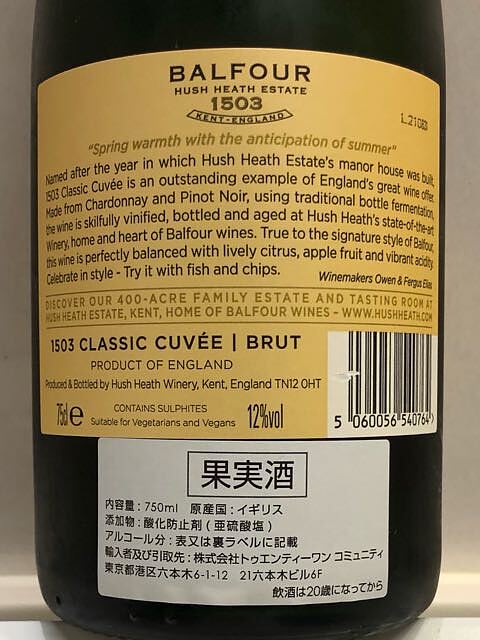 BALFOUR
HUSH HEATH ESTATE
1503
KENT-ENGLAND
L21083
"Spring warmth with the anticipation of summer"
Named after the year in which Hush Heath Estate's manor house was built,
1503 Classic Cuvée is an outstanding example of England's great wine offer.
Made from Chardonnay and Pinot Noir, using traditional bottle fermentation,
the wine is skilfully vinified, bottled and aged at Hush Heath's state-of-the-art
Winery, home and heart of Balfour wines. True to the signature style of Balfour,
this wine is perfectly balanced with lively citrus, apple fruit and vibrant acidity.
Celebrate in style - Try it with fish and chips.
Winemakers Owen & Fergus Elias
DISCOVER OUR 400-ACRE FAMILY ESTATE AND TASTING ROOM AT
HUSH HEATH ESTATE, KENT, HOME OF BALFOUR WINES - WWW.HUSHHEATH.COM
1503 CLASSIC CUVÉE | BRUT
PRODUCT OF ENGLAND
Produced & Bottled by Hush Heath Winery, Kent, England TN12 0HT
75cl e
CONTAINS SULPHITES
Suitable for Vegetarians and Vegans
12%vol
5 060056 540764
果実酒
内容量：750ml 原産国：イギリス
添加物：酸化防止剤（亜硫酸塩）
アルコール分：表又は裏ラベルに記載
輸入者及び引取先：株式会社トゥエンティーワン コミュニティ
東京都港区六本木6-1-12 21六本木ビル6F
飲酒は20歳になってから